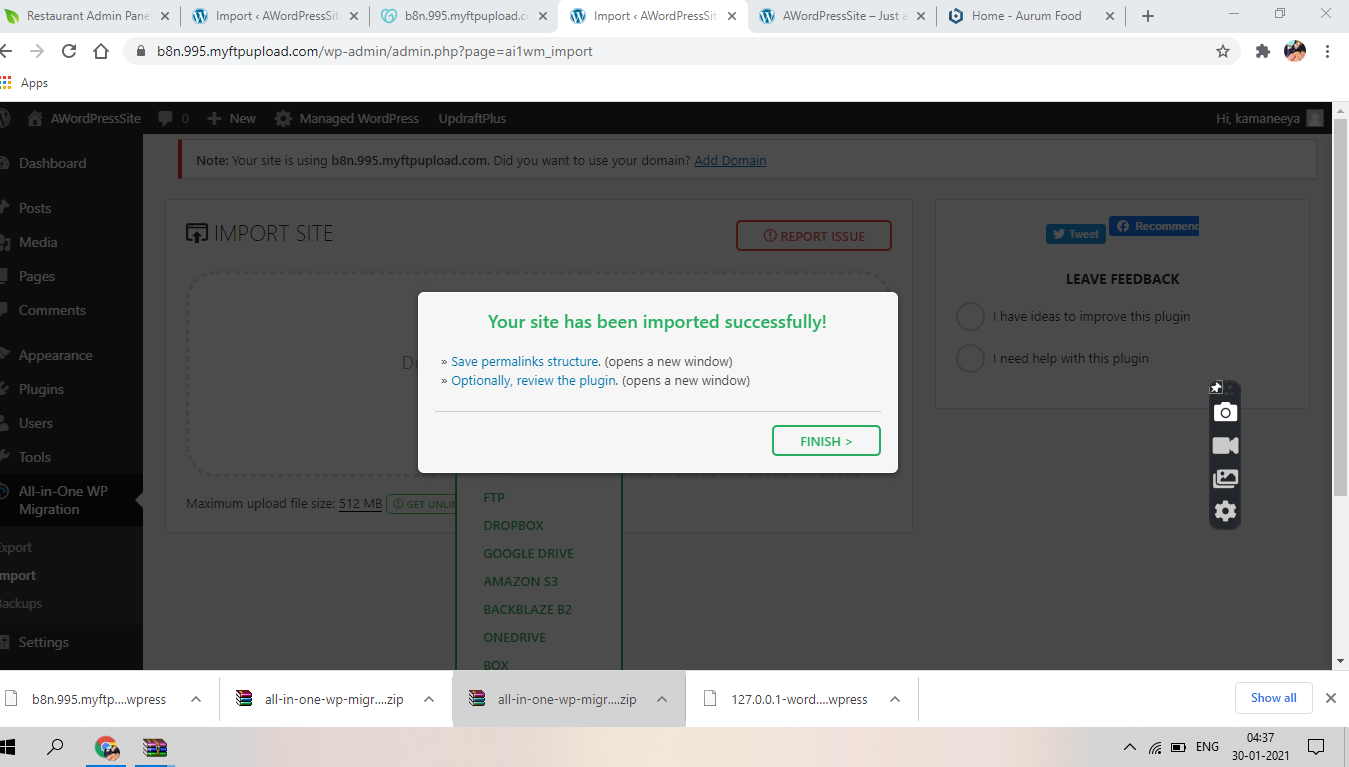 Restaurant Admin Pane
Import ‹ AWordPressSit
b8n.995.myftpupload.co
Import ‹ AWordPressSit
AWordPressSite – Just a
Home - Aurum Food
b8n.995.myftpupload.com/wp-admin/admin.php?page=ai1wm_import
Apps
AWordPressSite
0
New
Managed WordPress
UpdraftPlus
Hi, kamaneeya
Dashboard
Note: Your site is using b8n.995.myftpupload.com. Did you want to use your domain? Add Domain
Posts
Media
Pages
Comments
Appearance
Plugins
Users
Tools
All-in-One WP
Migration
Export
Import
Backups
Settings
IMPORT SITE
REPORT ISSUE
Tweet
Recommend
LEAVE FEEDBACK
I have ideas to improve this plugin
I need help with this plugin
Your site has been imported successfully!
» Save permalinks structure. (opens a new window)
» Optionally, review the plugin. (opens a new window)
FINISH >
Maximum upload file size: 512 MB
GET UNLIM
FTP
DROPBOX
GOOGLE DRIVE
AMAZON S3
BACKBLAZE B2
ONEDRIVE
BOX
b8n.995.myftp....wpress
all-in-one-wp-migr....zip
all-in-one-wp-migr....zip
127.0.0.1-word....wpress
Show all
ENG
04:37
30-01-2021